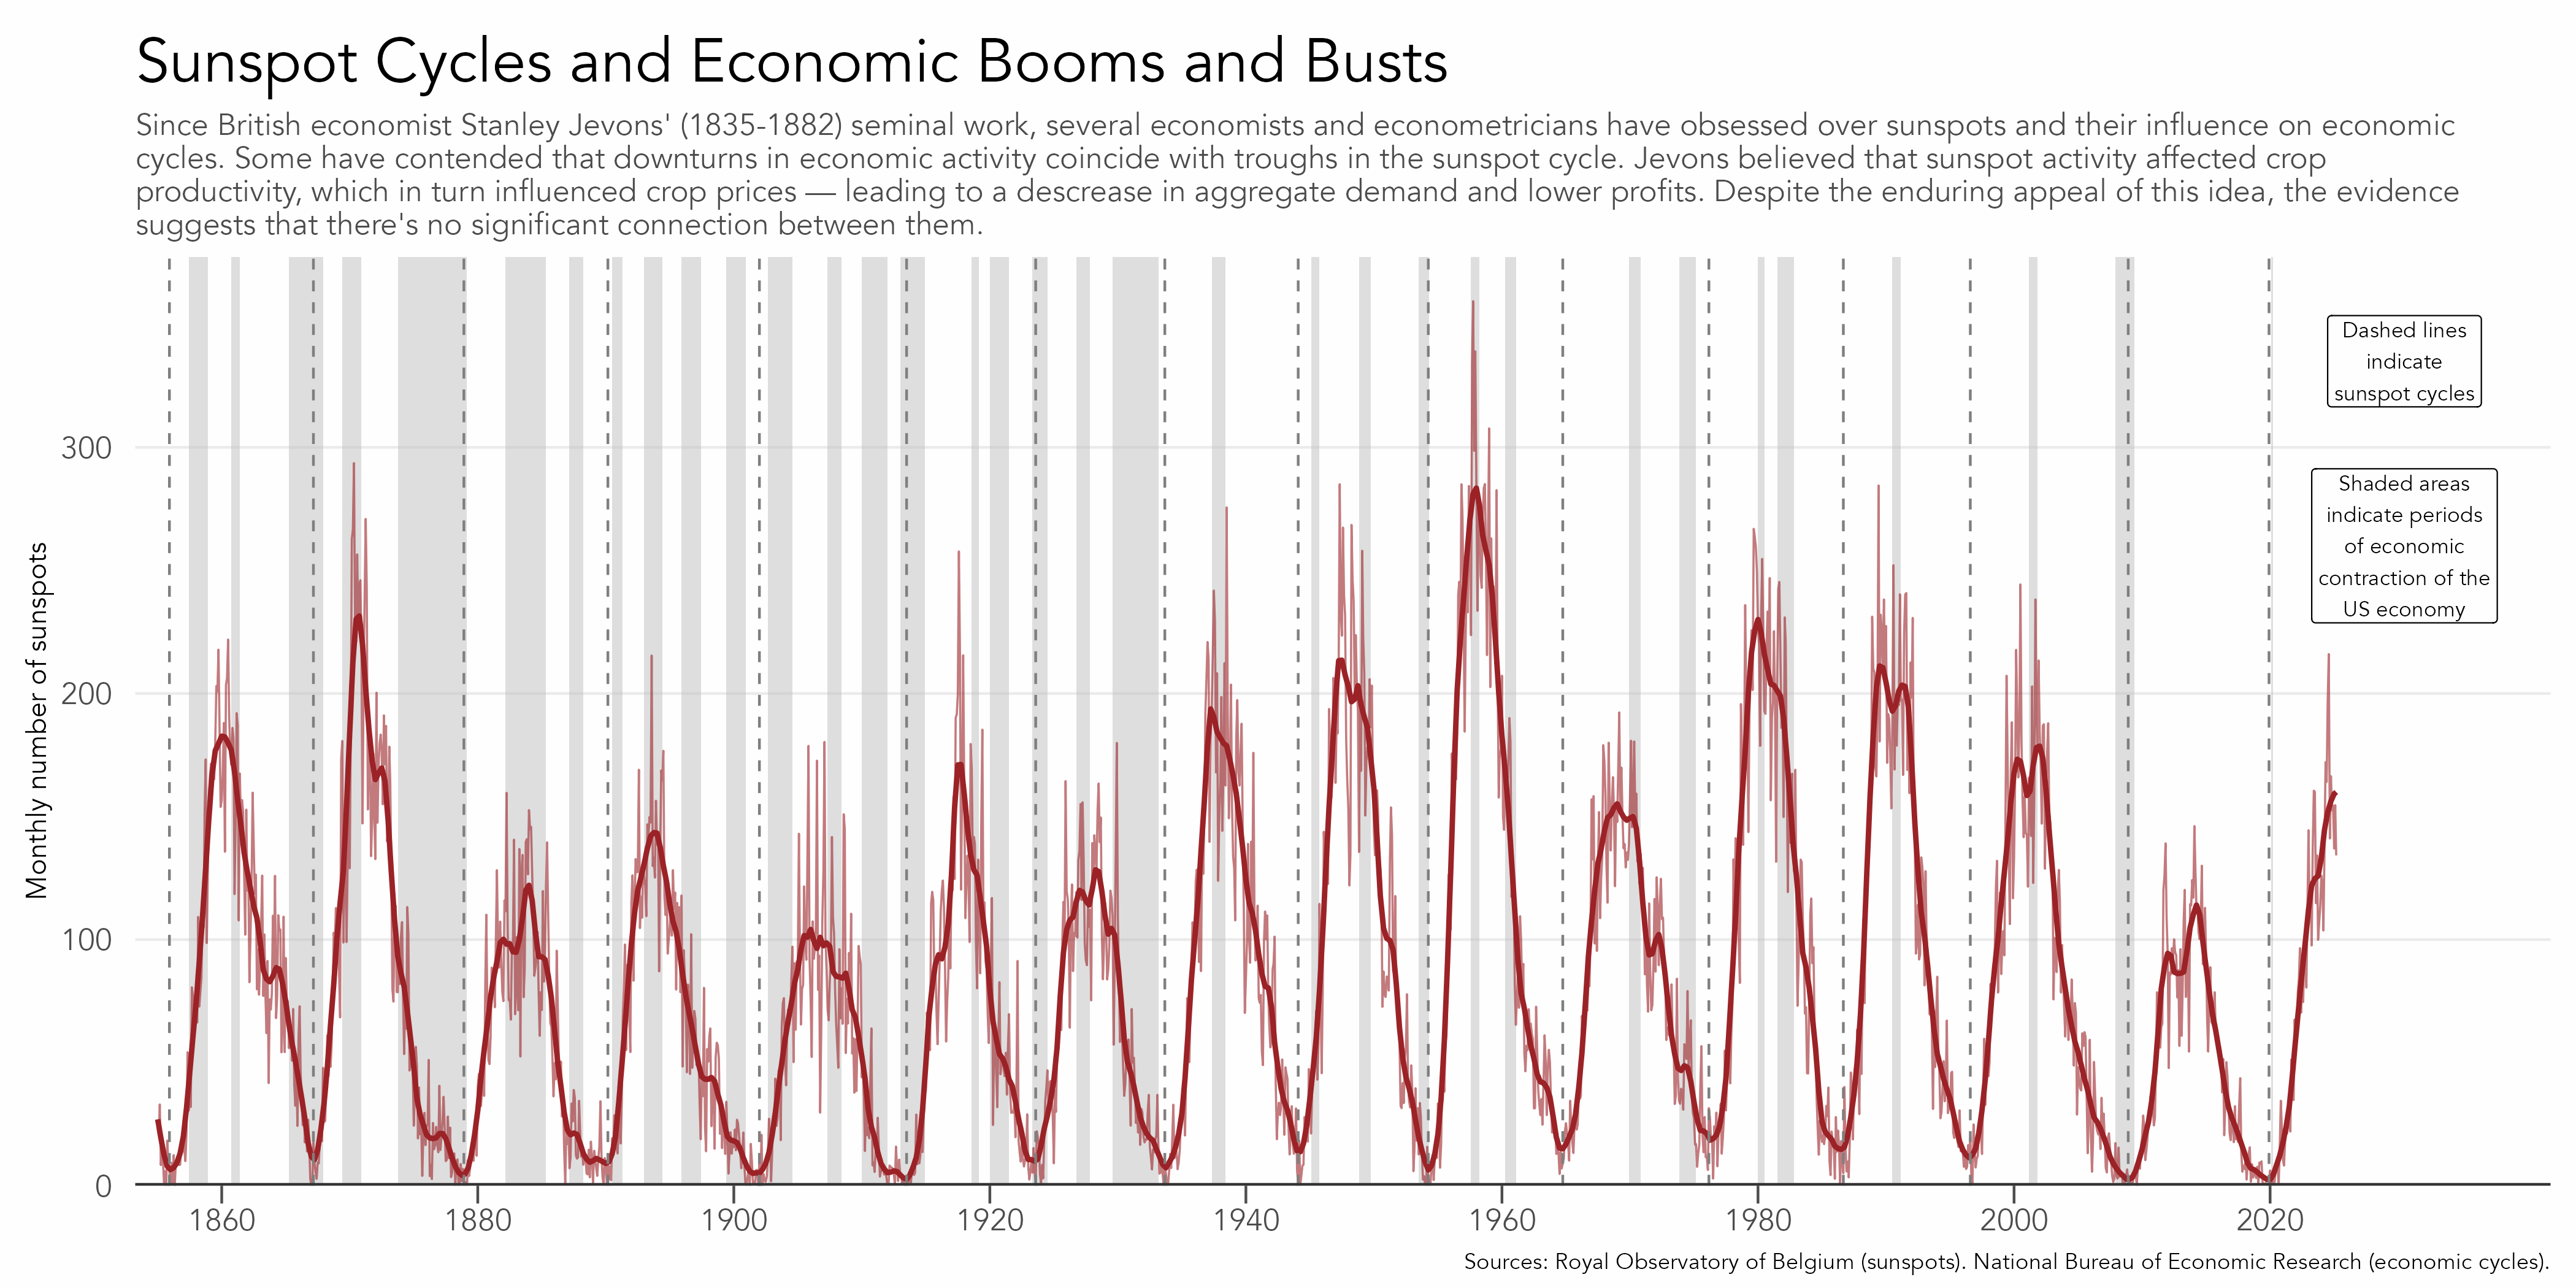 Sunspot Cycles and Economic Booms and Busts
Since British economist Stanley Jevons' (1835-1882) seminal work, several economists and econometricians have obsessed over sunspots and their influence on economic
cycles. Some have contended that downturns in economic activity coincide with troughs in the sunspot cycle. Jevons believed that sunspot activity affected crop
productivity, which in turn influenced crop prices — leading to a descrease in aggregate demand and lower profits. Despite the enduring appeal of this idea, the evidence
suggests that there's no significant connection between them.
Dashed lines
indicate
sunspot cycles
Shaded areas
indicate periods
of economic
contraction of the
US economy
Monthly number of sunspots
300
200
100
0
1860 1880 1900 1920 1940 1960 1980 2000 2020
Sources: Royal Observatory of Belgium (sunspots). National Bureau of Economic Research (economic cycles).